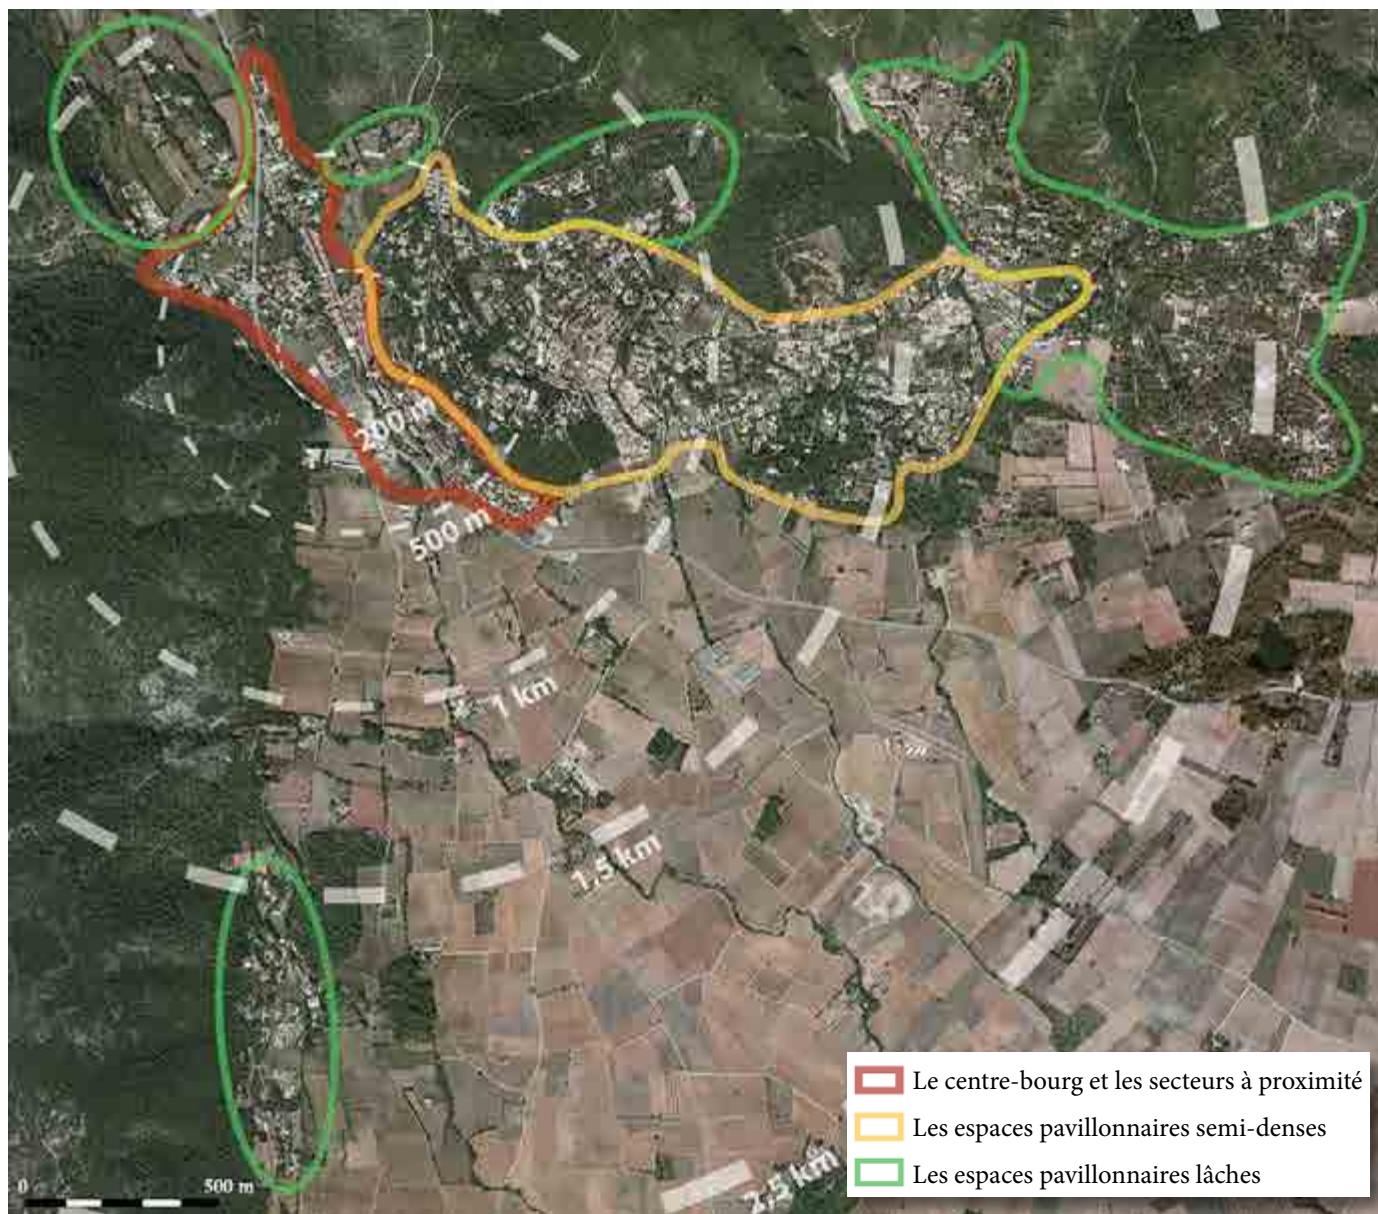 200 m
500 m
1 km
1,5 km
2,5 km
0 500 m
Le centre-bourg et les secteurs à proximité
Les espaces pavillonnaires semi-denses
Les espaces pavillonnaires lâches